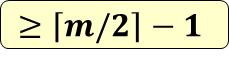 ≥ ⌈m/2⌉ − 1